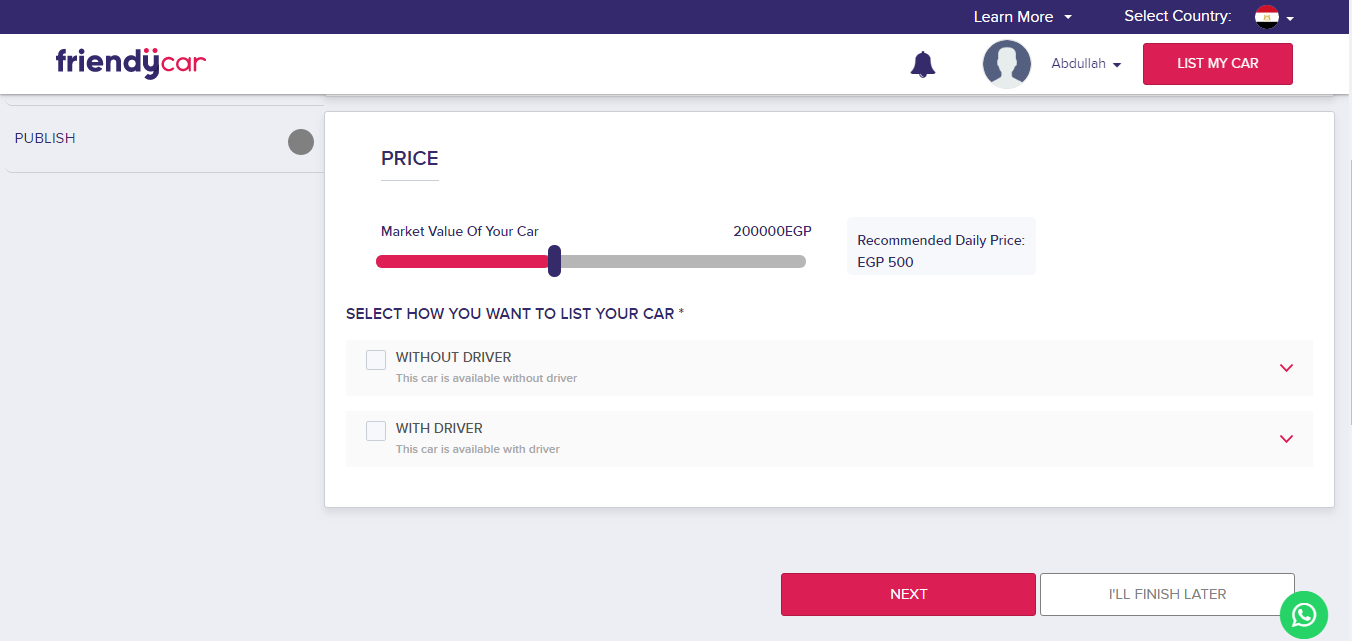 Learn More
Select Country:
friendycar
Abdullah
LIST MY CAR
PUBLISH
PRICE
Market Value Of Your Car
200000EGP
Recommended Daily Price:
EGP 500
SELECT HOW YOU WANT TO LIST YOUR CAR *
WITHOUT DRIVER
This car is available without driver
WITH DRIVER
This car is available with driver
NEXT
I'LL FINISH LATER